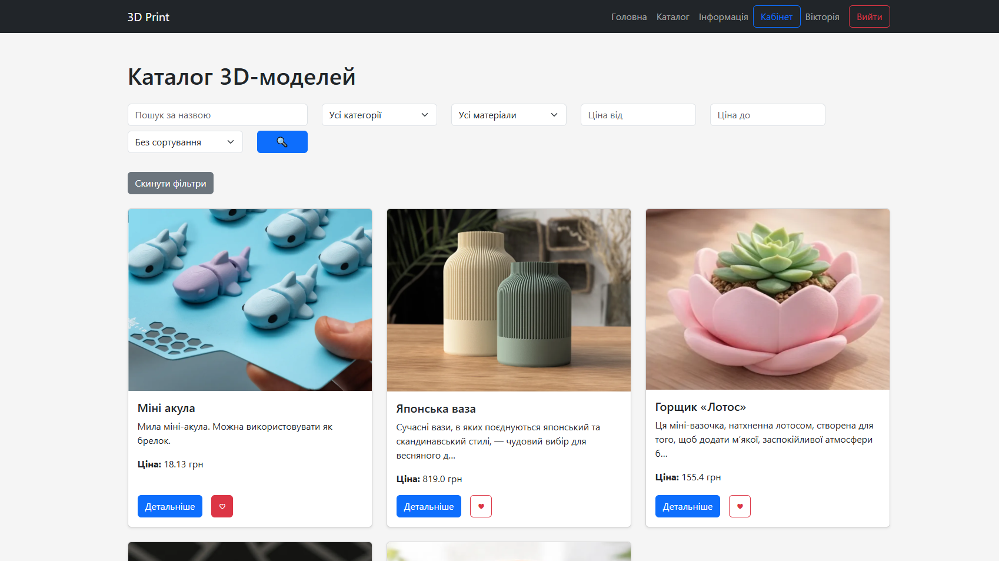 3D Print
Головна
Каталог
Інформація
Кабінет
Вікторія
Вийти
Каталог 3D-моделей
Пошук за назвою
Усі категорії
Усі матеріали
Ціна від
Ціна до
Без сортування
Скинути фільтри
Міні акула
Мила міні-акула. Можна використовувати як
брелок.
Ціна: 18.13 грн
Детальніше
Японська ваза
Сучасні вази, в яких поєднуються японський та
скандинавський стилі, — чудовий вибір для
весняного д...
Ціна: 819.0 грн
Детальніше
Горщик «Лотос»
Ця міні-вазочка, натхненна лотосом, створена для
того, щоб додати м’якої, заспокійливої атмосфери
б...
Ціна: 155.4 грн
Детальніше